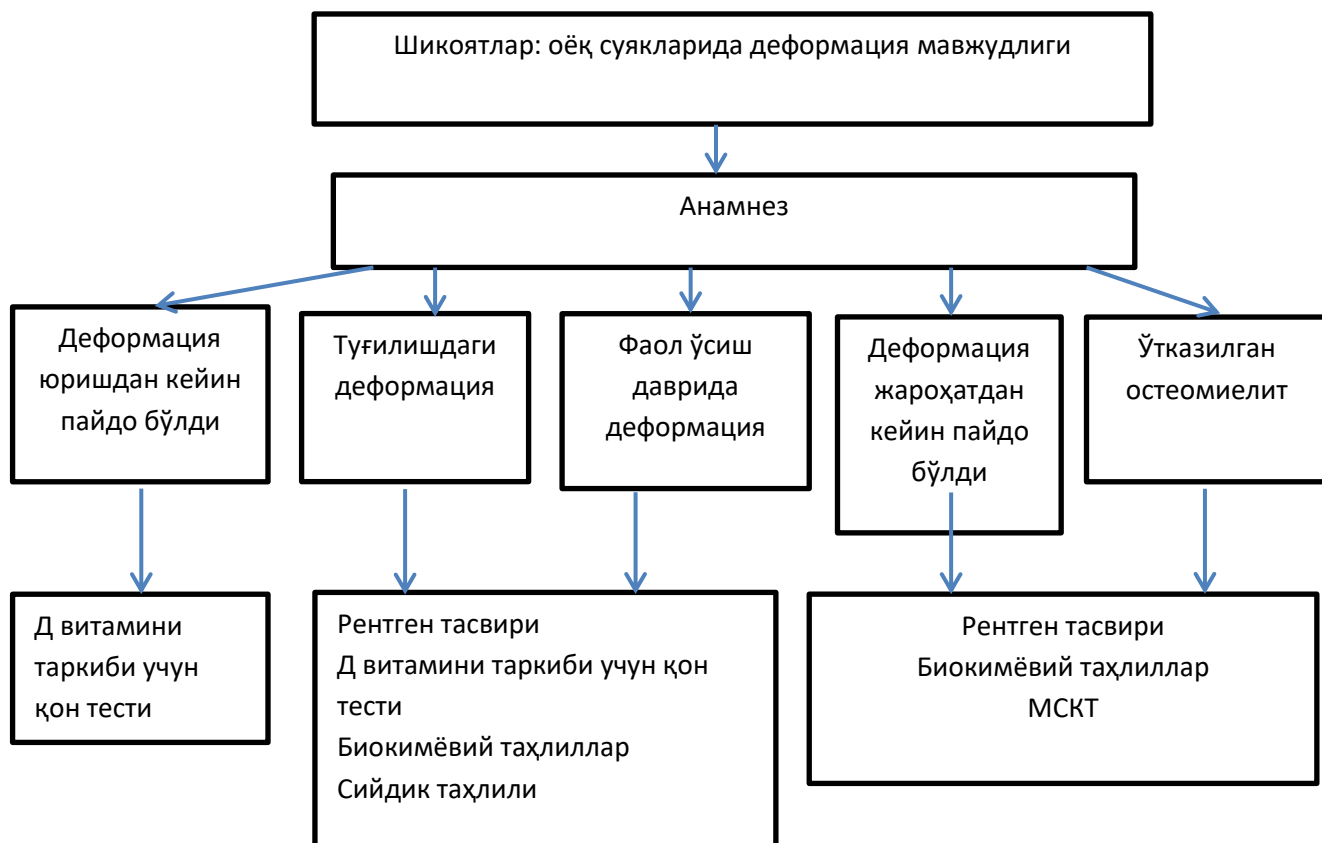 Шикоятлар: оёқ суякларида деформация мавжудлиги
Анамнез
Деформация
юришдан кейин
пайдо бўлди
Туғилишдаги
деформация
Фаол ўсиш
даврида
деформация
Деформация
жароҳатдан
кейин пайдо
бўлди
Ўтказилган
остеомиелит
Д витамини
таркиби учун
қон тести
Рентген тасвири
Д витамини таркиби учун қон
тести
Биокимёвий таҳлиллар
Сийдик таҳлили
Рентген тасвири
Биокимёвий таҳлиллар
МСКТ